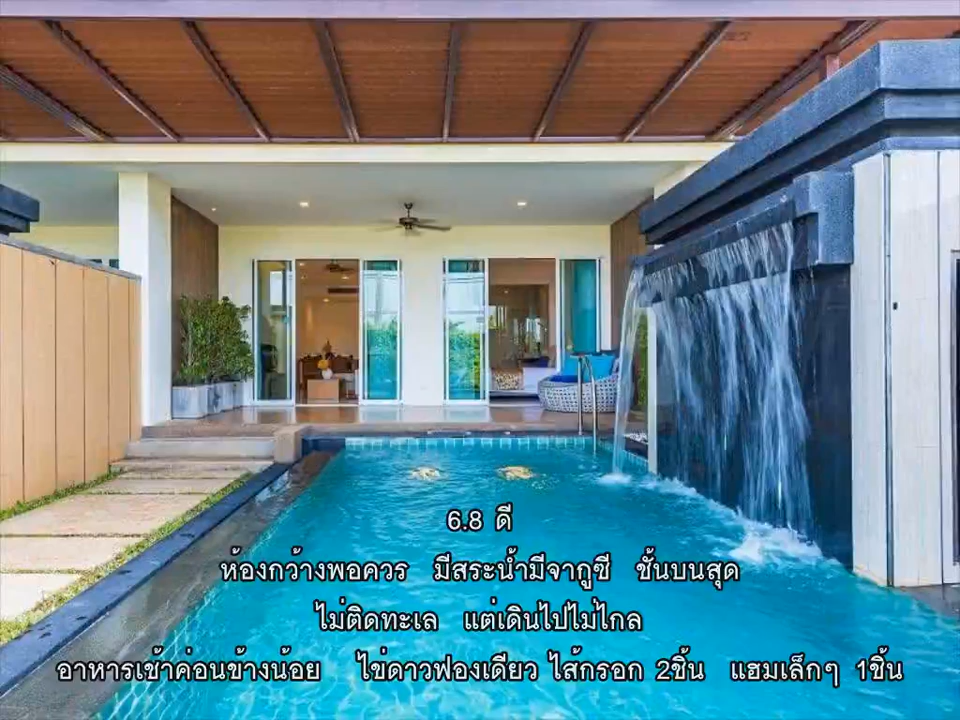 6.8 ดี
ห้องกว้างพอควร มีสระน้ำมีจากูซี ชั้นบนสุด
ไม่ติดทะเล แต่เดินไปไม่ไกล
อาหารเช้าค่อนข้างน้อย ไข่ดาวฟองเดียว ไส้กรอก 2ชิ้น แฮมเล็กๆ 1ชิ้น